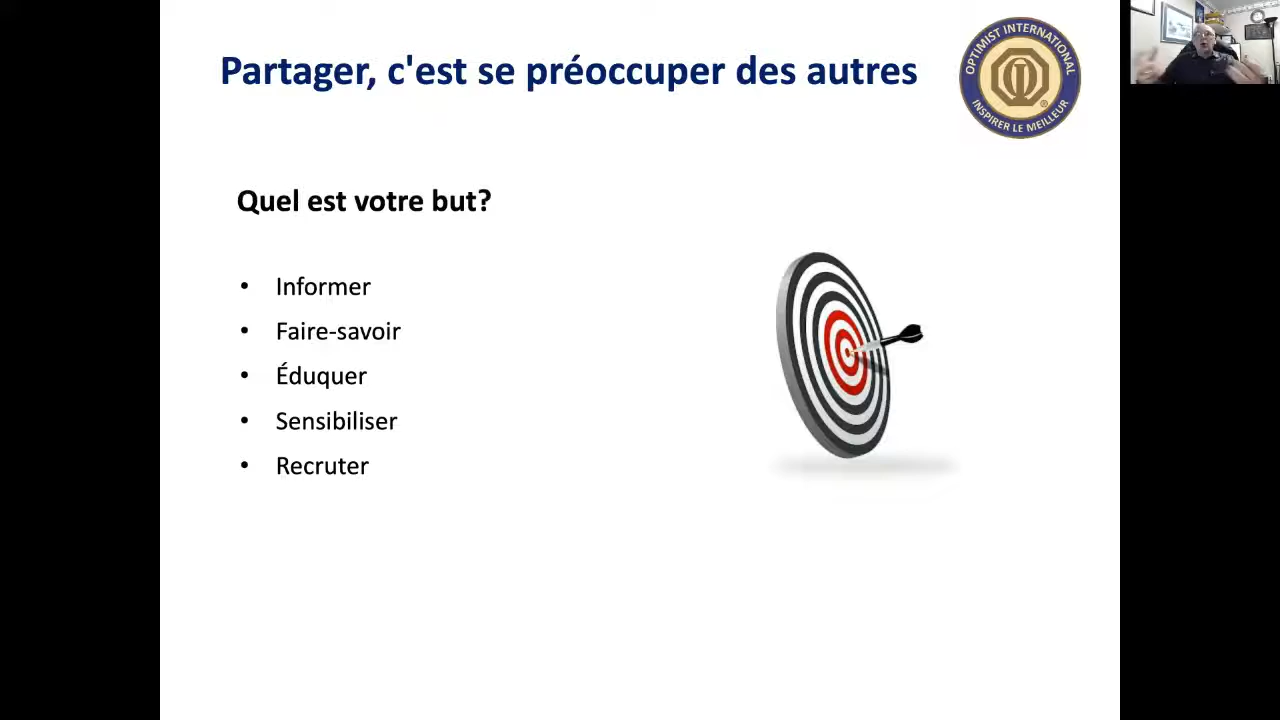 Partager, c'est se préoccuper des autres
OPTIMIST INTERNATIONAL
INSPIRER LE MEILLEUR
®
Quel est votre but?
• Informer
• Faire-savoir
• Éduquer
• Sensibiliser
• Recruter